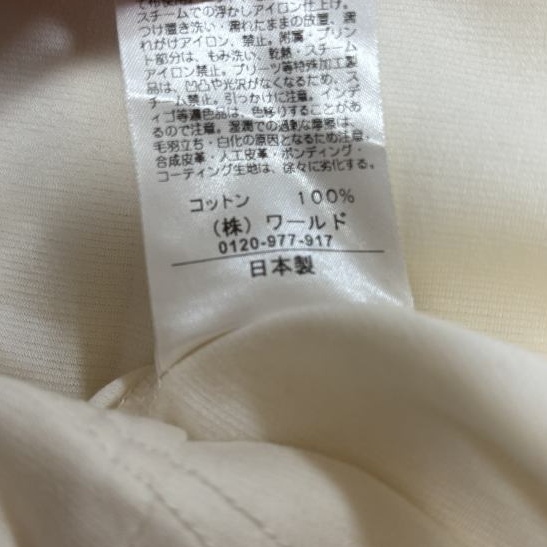 スチームでの浮かしアイロン仕上げ。
つけ置き洗い、濡れたままの放置、濡
れがけアイロン、禁止。附属・プリン
ト部分は、もみ洗い、乾熱・スチーム
アイロン禁止。プリーツ等特殊加工製
品は、凹凸や光沢がなくなるため、ス
チーム禁止。引っかけに注意。インデ
ィゴ等濃色品は、色移りすることがあ
るので注意。湿潤での過剰な摩擦は、
毛羽立ち・白化の原因となるため注意。
合成皮革・人工皮革・ボンディング・
コーティング生地は、徐々に劣化する。
コットン 100%
(株)ワールド
0120-977-917
日本製